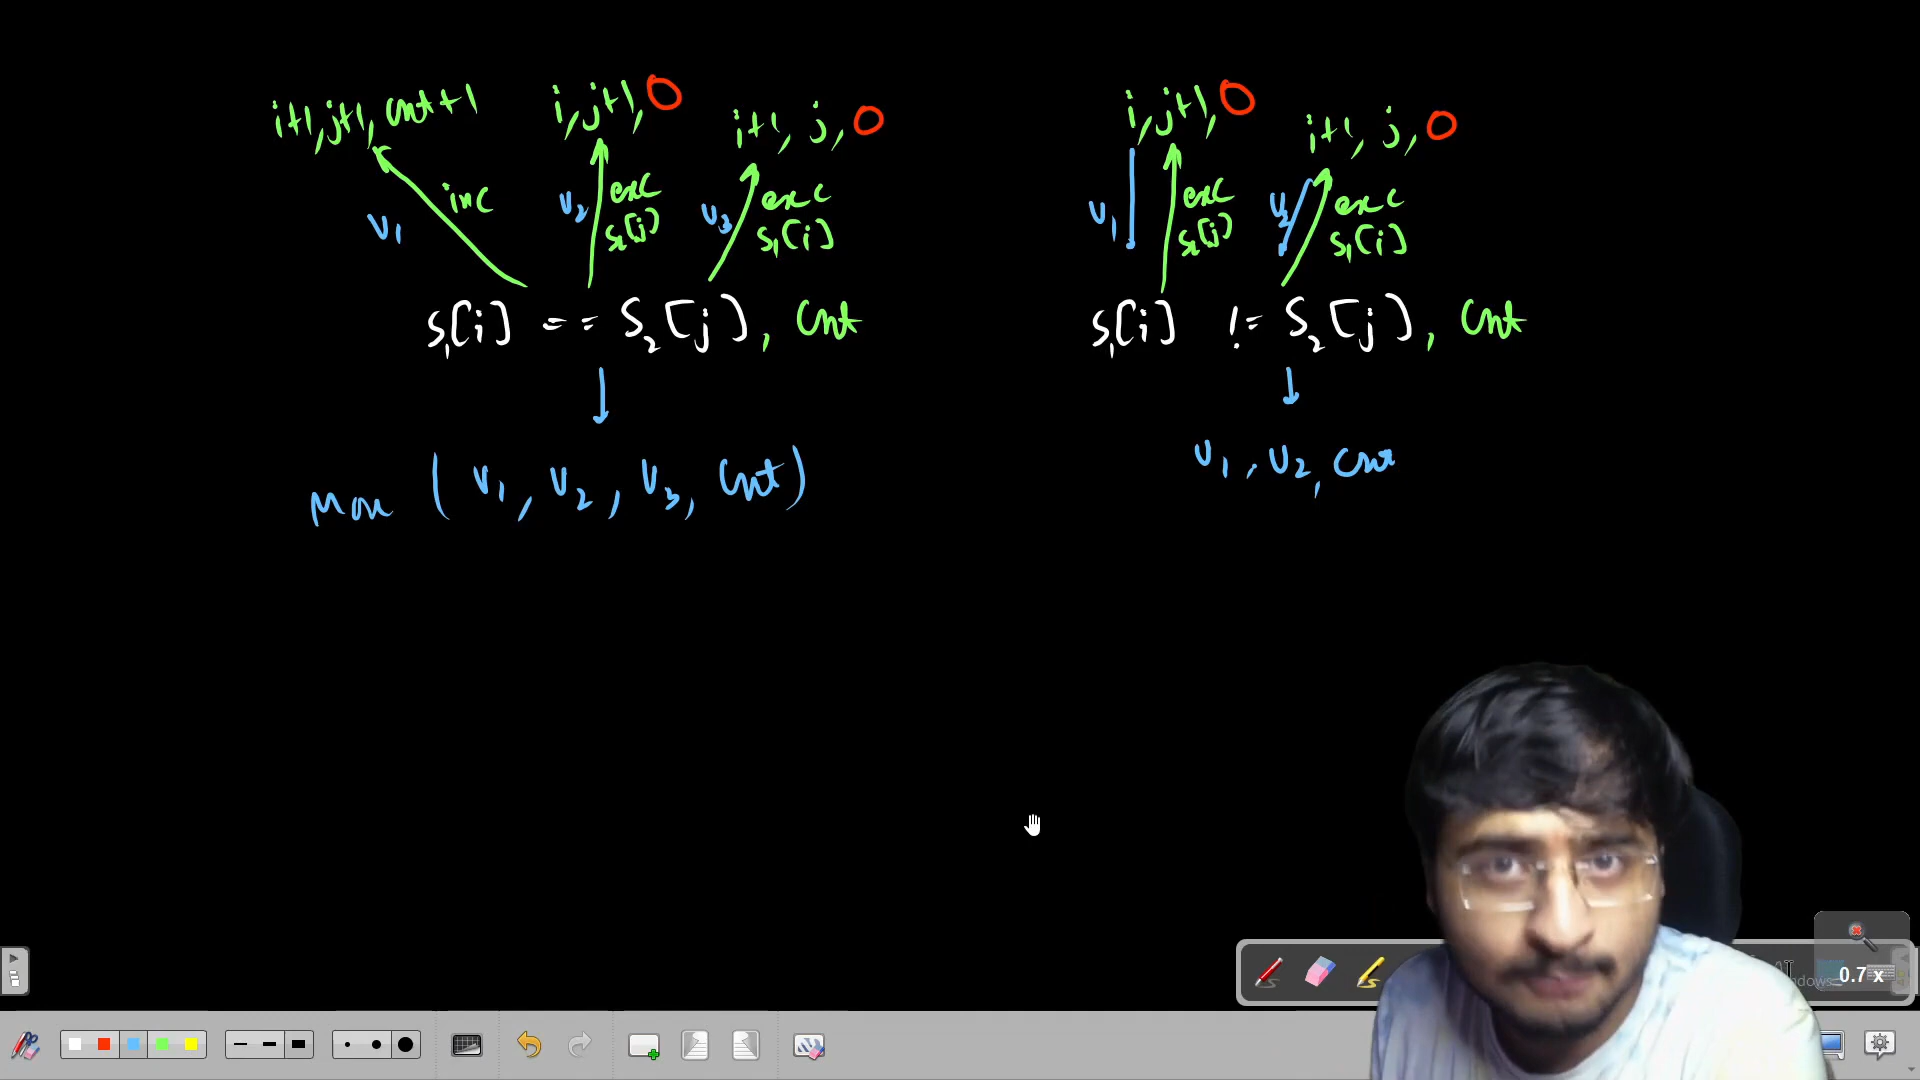 i+1, j+1, cnt+1
i, j+1, 0
i+1, j, 0
v1
inc
v2
exc
s2[j]
v3
exc
s1[i]
s1[i] == S2[j], cnt
max (v1, v2, v3, cnt)
i, j+1, 0
i+1, j, 0
v1
exc
s2[j]
v2
exc
s1[i]
s1[i] != S2[j], cnt
v1, v2, cnt
0.7 x